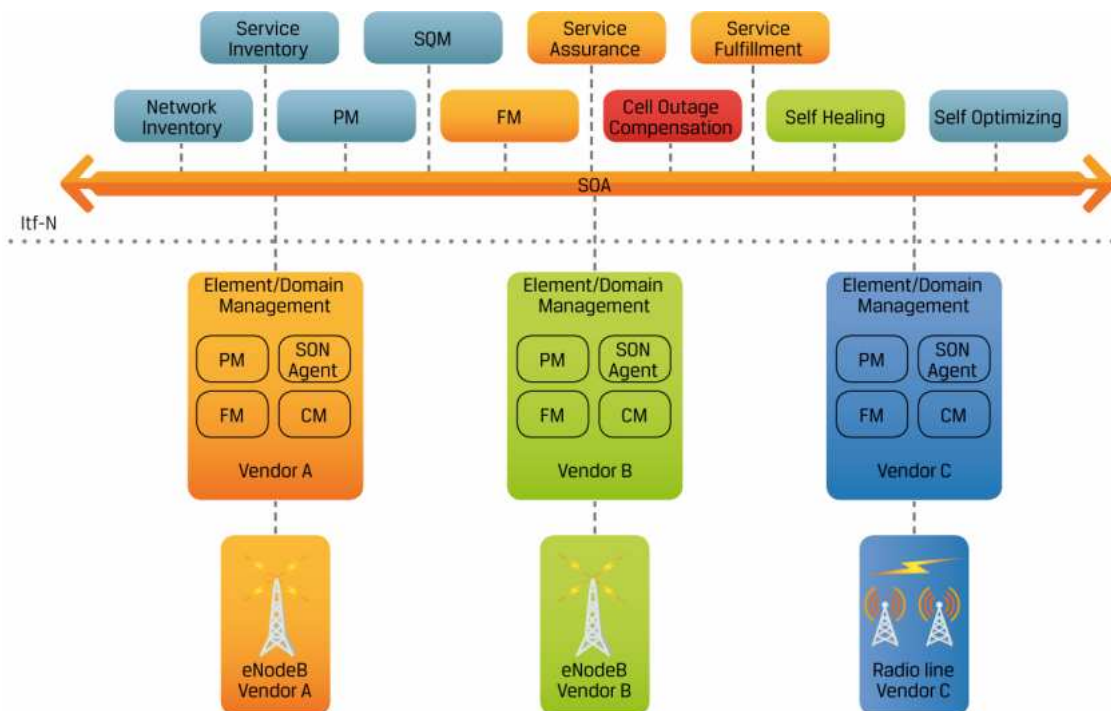 Service
Inventory
SQM
Service
Assurance
Service
Fulfillment
Network
Inventory
PM
FM
Cell Outage
Compensation
Self Healing
Self Optimizing
SOA
Itf-N
Element/Domain
Management
PM
SON
Agent
FM
CM
Vendor A
Element/Domain
Management
PM
SON
Agent
FM
CM
Vendor B
Element/Domain
Management
PM
SON
Agent
FM
CM
Vendor C
eNodeB
Vendor A
eNodeB
Vendor B
Radio line
Vendor C